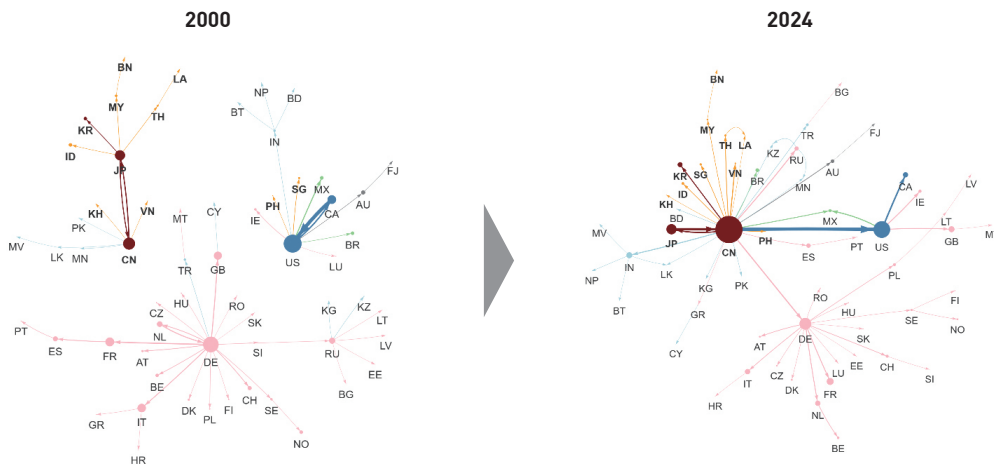 2000
2024
BN
LA
MY
TH
KR
ID
JP
KH
VN
PK
CN
MV
LK
MN
NP
BD
BT
IN
SG
MX
FJ
PH
CA
AU
IE
BR
US
LU
MT
CY
TR
GB
HU
RO
CZ
SK
NL
PT
ES
FR
AT
DE
SI
BE
IT
GR
HR
DK
PL
FI
CH
SE
NO
KG
KZ
LT
RU
LV
EE
BG
BN
BG
MY
TH
LA
TR
FJ
KZ
RU
KR
SG
VN
BR
AU
ID
MN
KH
BD
CA
LV
IE
JP
CN
PH
MX
US
LT
GB
M
MV
IN
LK
NP
BT
ES
PT
PL
KG
PK
GR
CY
RO
HU
FI
SE
NO
AT
DE
SK
IT
CZ
LU
EE
CH
SI
DK
FR
HR
NL
BE